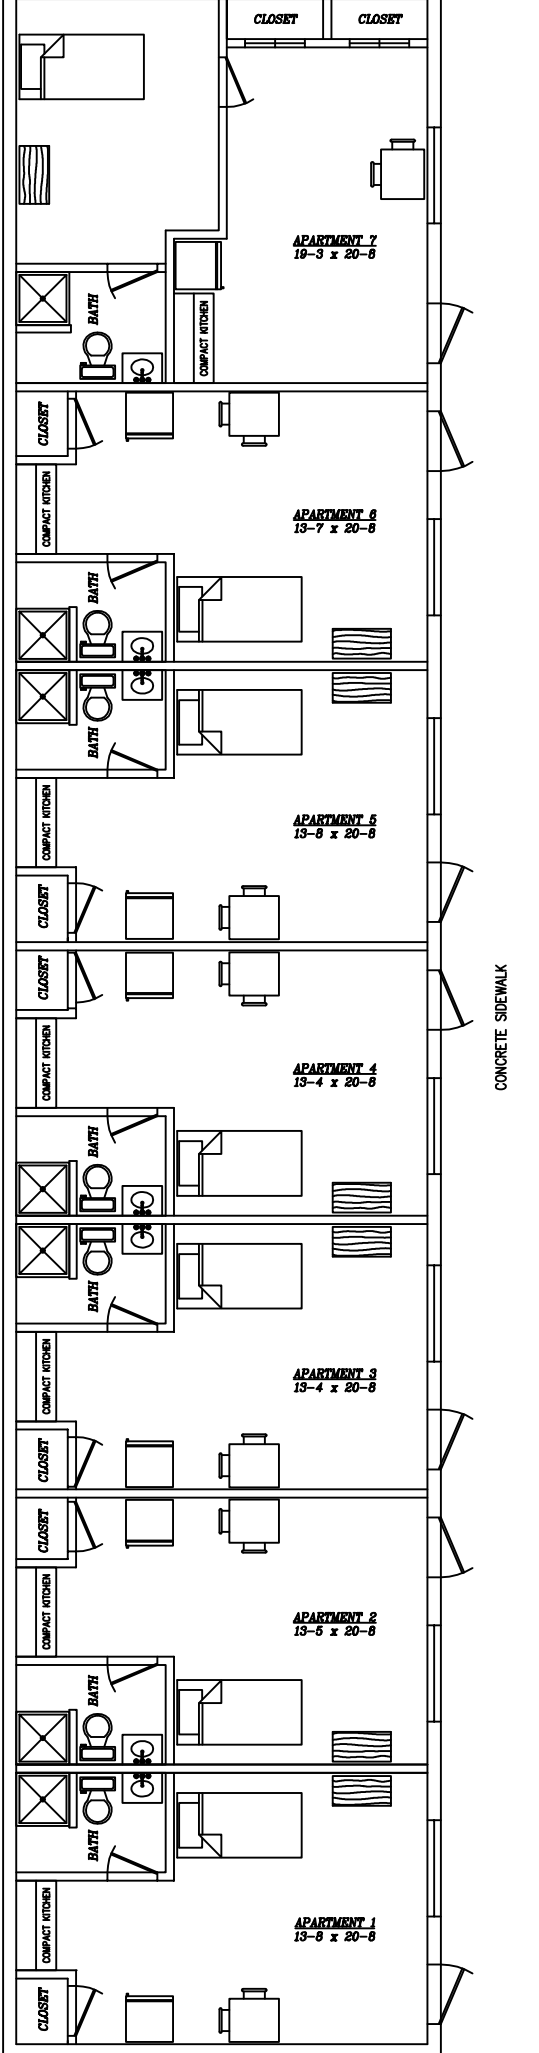 CLOSET
CLOSET
APARTMENT 7
19-3 x 20-8
BATH
COMPACT KITCHEN
CLOSET
COMPACT KITCHEN
APARTMENT 6
13-7 x 20-8
BATH
BATH
COMPACT KITCHEN
APARTMENT 5
13-8 x 20-8
CLOSET
CLOSET
CONCRETE SIDEWALK
COMPACT KITCHEN
APARTMENT 4
13-4 x 20-8
BATH
BATH
COMPACT KITCHEN
APARTMENT 3
13-4 x 20-8
CLOSET
CLOSET
COMPACT KITCHEN
APARTMENT 2
13-5 x 20-8
BATH
BATH
COMPACT KITCHEN
APARTMENT 1
13-8 x 20-8
CLOSET